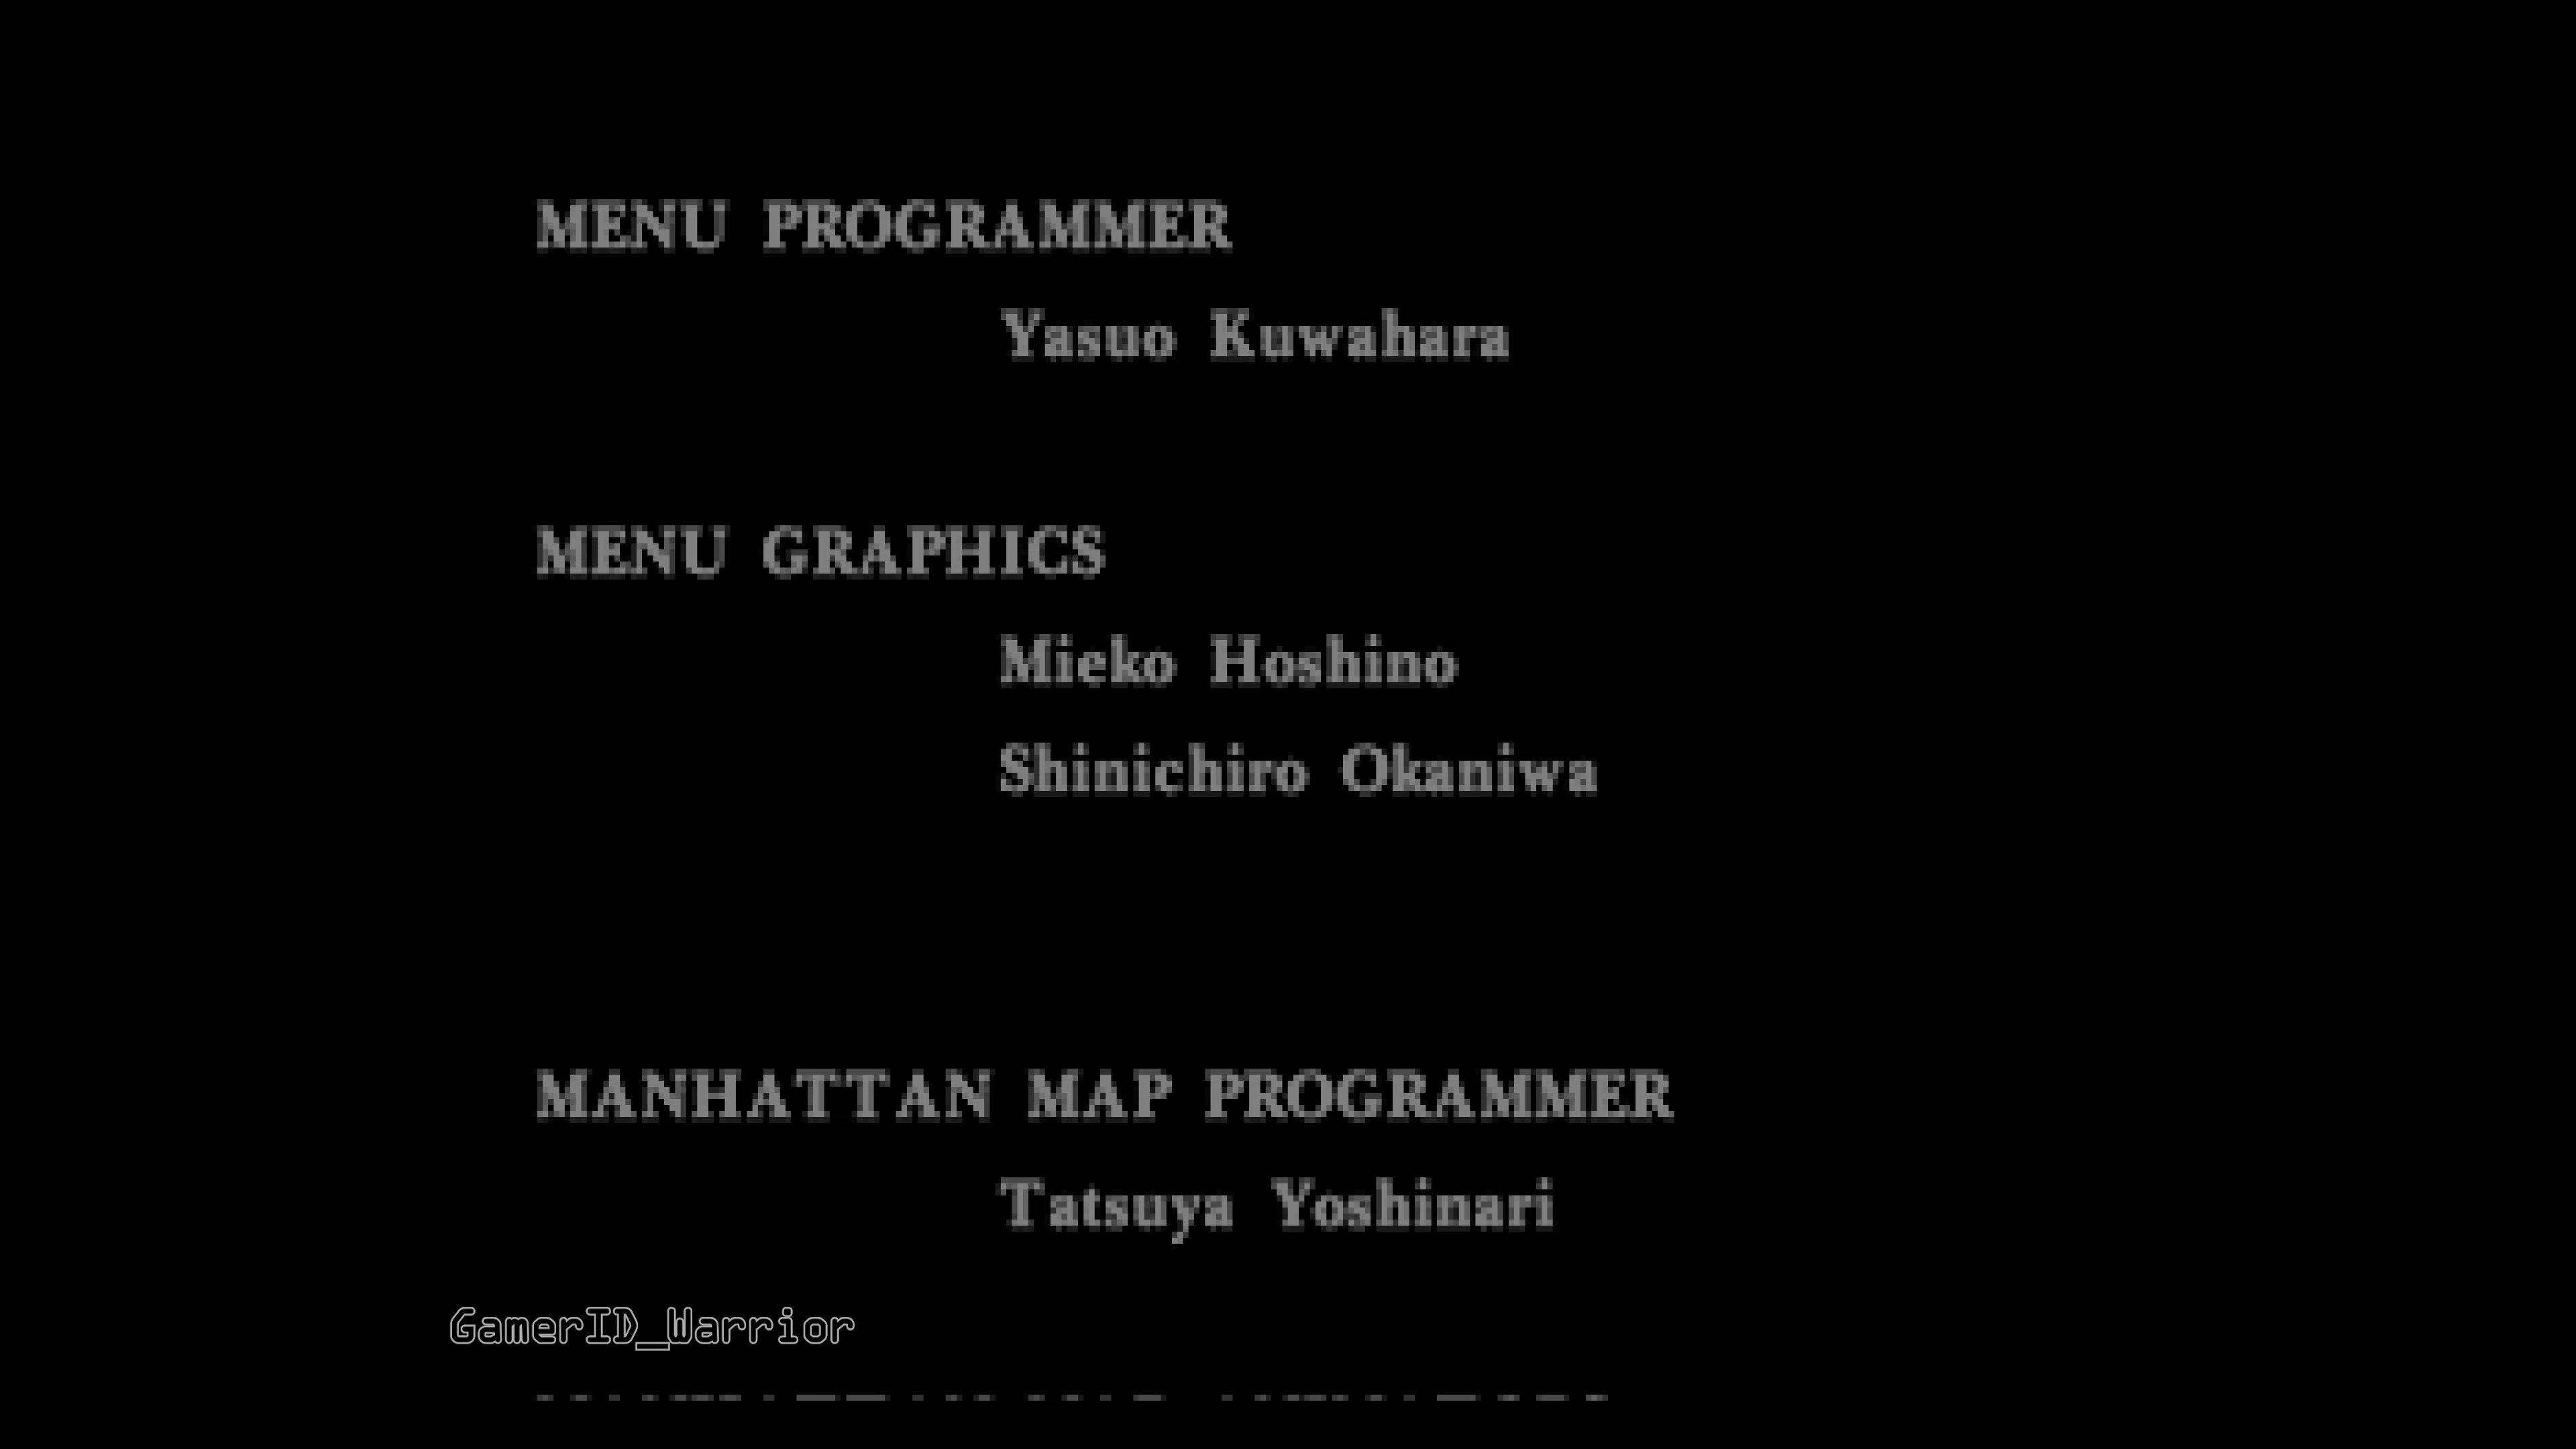 MENU PROGRAMMER
Yasuo Kuwahara
MENU GRAPHICS
Mieko Hoshino
Shinichiro Okaniwa
MANHATTAN MAP PROGRAMMER
Tatsuya Yoshinari
GamerID_Warrior